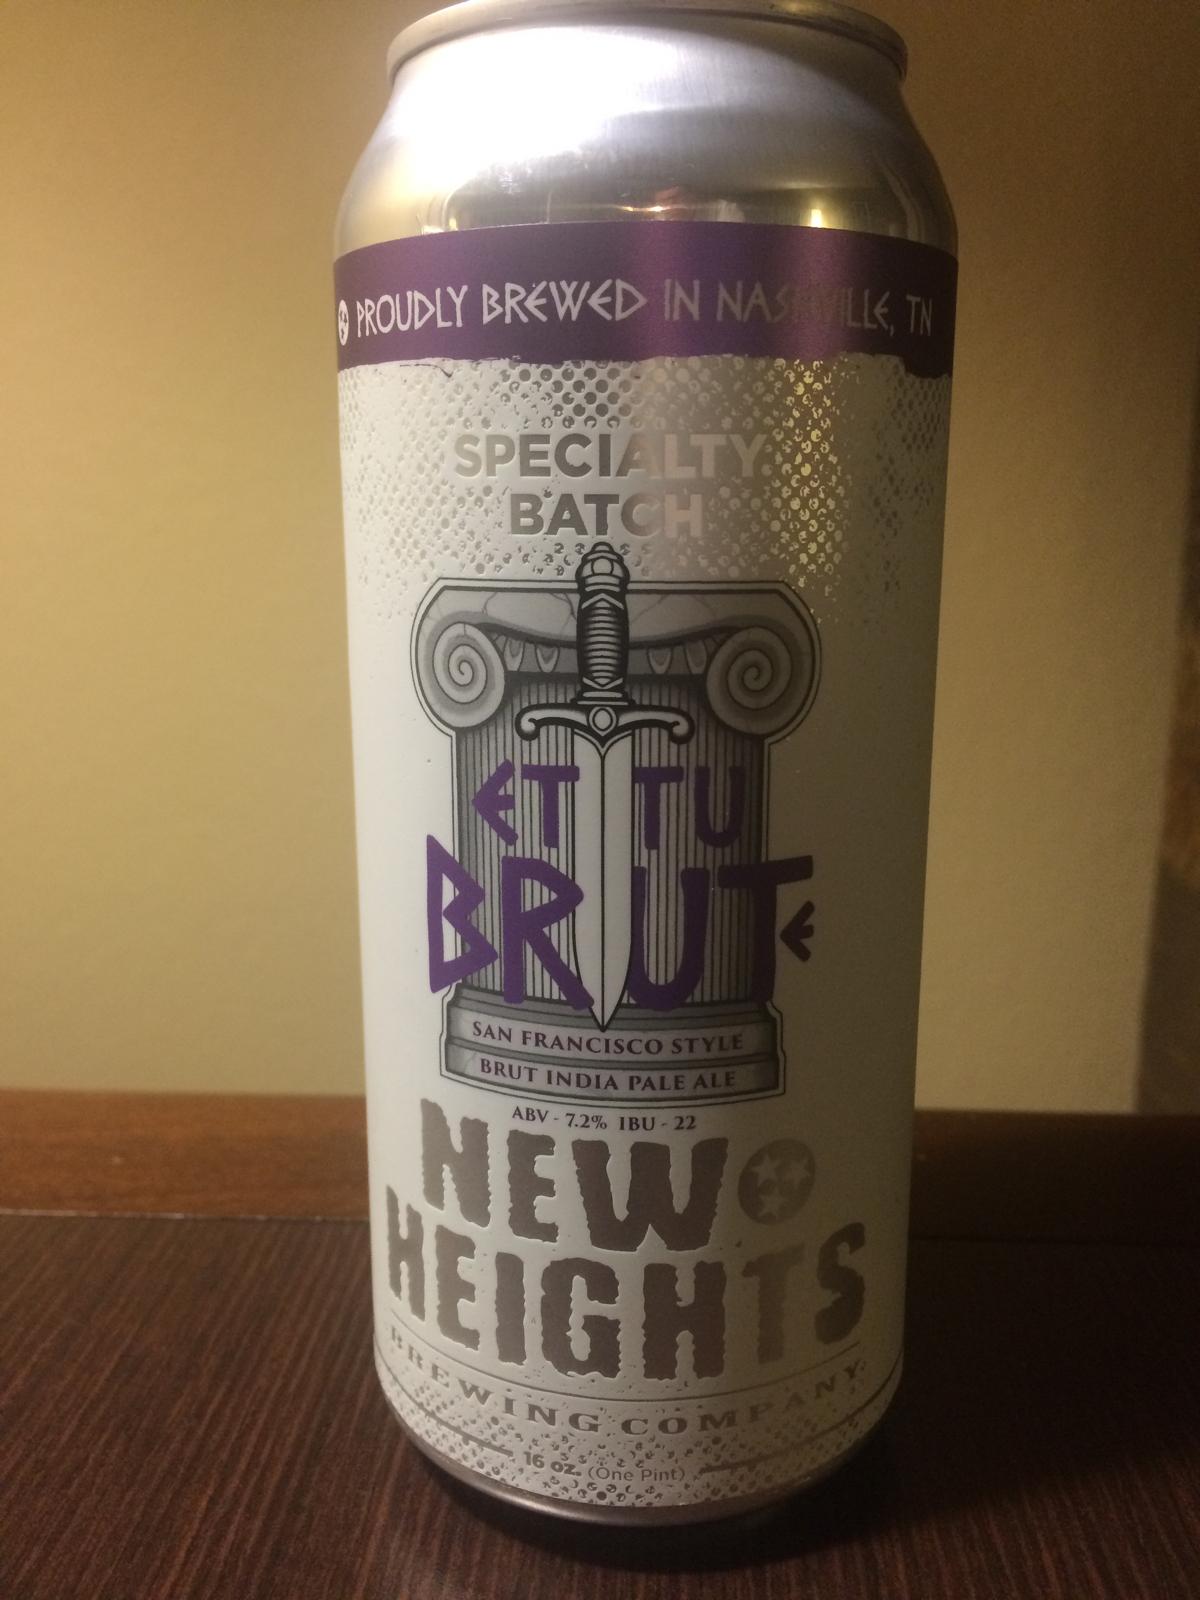 PROUDLY BREWED IN NASHVILLE, TN
SPECIALTY
BATCH
ET TU
BRUTE
SAN FRANCISCO STYLE
BRUT INDIA PALE ALE
ABV - 7.2% IBU - 22
NEW
HEIGHTS
BREWING COMPANY
16 oz. (One Pint)